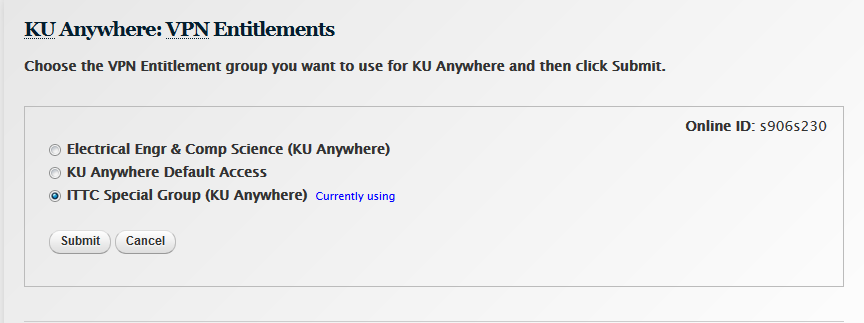 KU Anywhere: VPN Entitlements
Choose the VPN Entitlement group you want to use for KU Anywhere and then click Submit.
Online ID: s906s230
Electrical Engr & Comp Science (KU Anywhere)
KU Anywhere Default Access
ITTC Special Group (KU Anywhere) Currently using
Submit Cancel